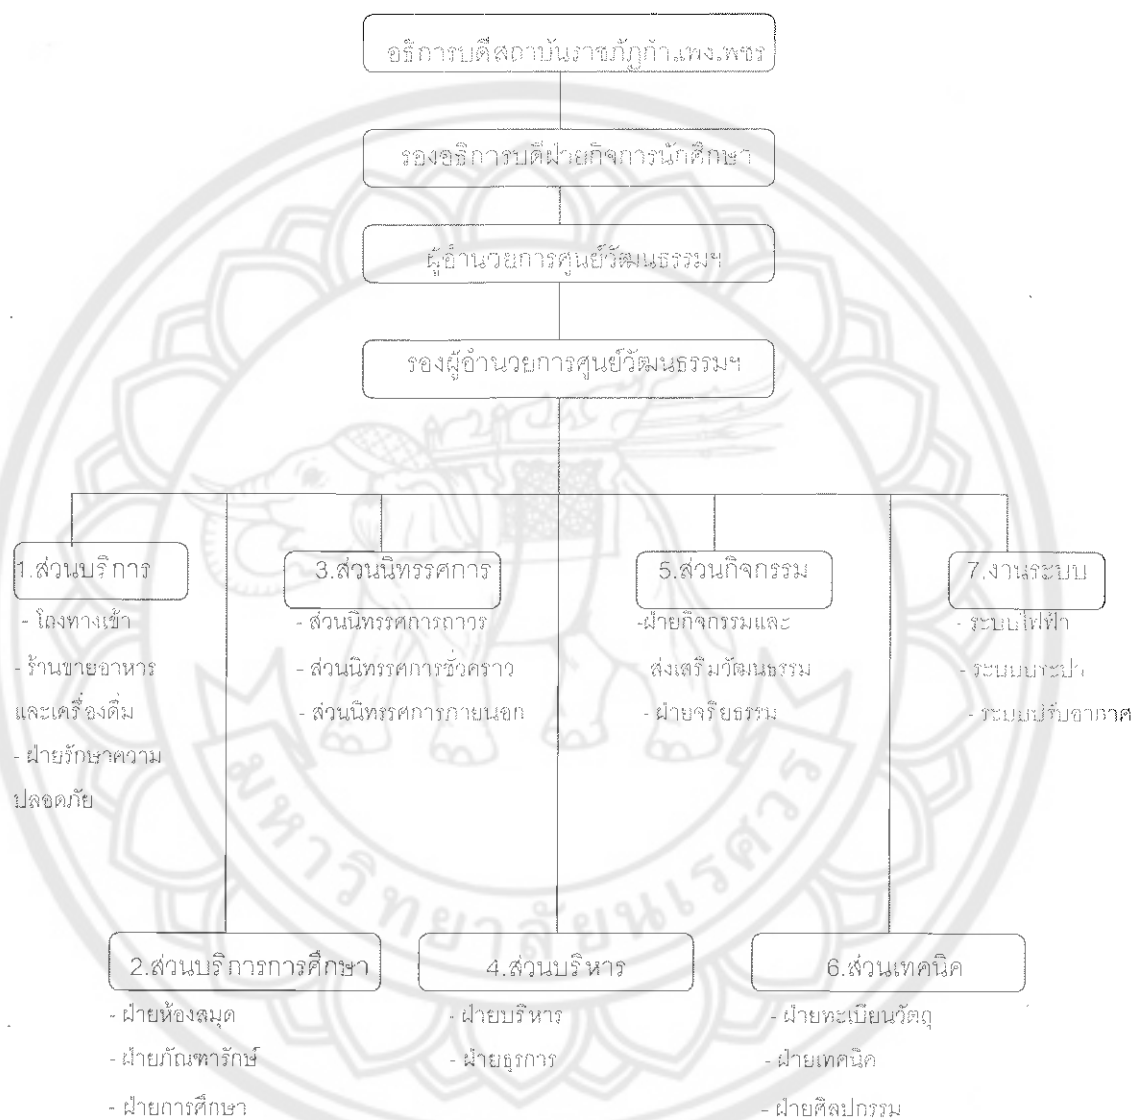 อธิการบดีสถาบันราชภัฏกำ.เพง.พชร
รองอธิการบดีฝ่ายกิจการนักศึกษา
ผู้อำนวยการศูนย์วัฒนธรรมฯ
รองผู้อำนวยการศูนย์วัฒนธรรมฯ
1.ส่วนบริการ
- โถงทางเข้า
- ร้านขายอาหาร
และเครื่องดื่ม
- ฝ่ายรักษาความ
ปลอดภัย
3.ส่วนนิทรรศการ
- ส่วนนิทรรศการถาวร
- ส่วนนิทรรศการชั่วคราว
- ส่วนนิทรรศการภายนอก
5.ส่วนกิจกรรม
-ฝ่ายกิจกรรมและ
ส่งเสริมวัฒนธรรม
- ฝ่ายจริยธรรม
7.งานระบบ
- ระบบไฟฟ้า
- ระบบประปา
- ระบบปรับอากาศ
2.ส่วนบริการการศึกษา
- ฝ่ายห้องสมุด
- ฝ่ายภัณฑารักษ์
- ฝ่ายการศึกษา
4.ส่วนบริหาร
- ฝ่ายบริหาร
- ฝ่ายธุรการ
6.ส่วนเทคนิค
- ฝ่ายทะเบียนวัตถุ
- ฝ่ายเทคนิค
- ฝ่ายศิลปกรรม
มหาวิทยาลัยนเรศวร